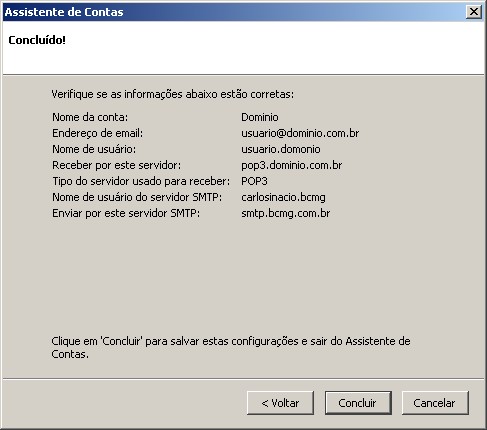 Assistente de Contas
Concluído!
Verifique se as informações abaixo estão corretas:
Nome da conta: Dominio
Endereço de email: usuario@dominio.com.br
Nome de usuário: usuario.domonio
Receber por este servidor: pop3.dominio.com.br
Tipo do servidor usado para receber: POP3
Nome de usuário do servidor SMTP: carlosinacio.bcmg
Enviar por este servidor SMTP: smtp.bcmg.com.br
Clique em 'Concluir' para salvar estas configurações e sair do Assistente de
Contas.
< Voltar Concluir Cancelar